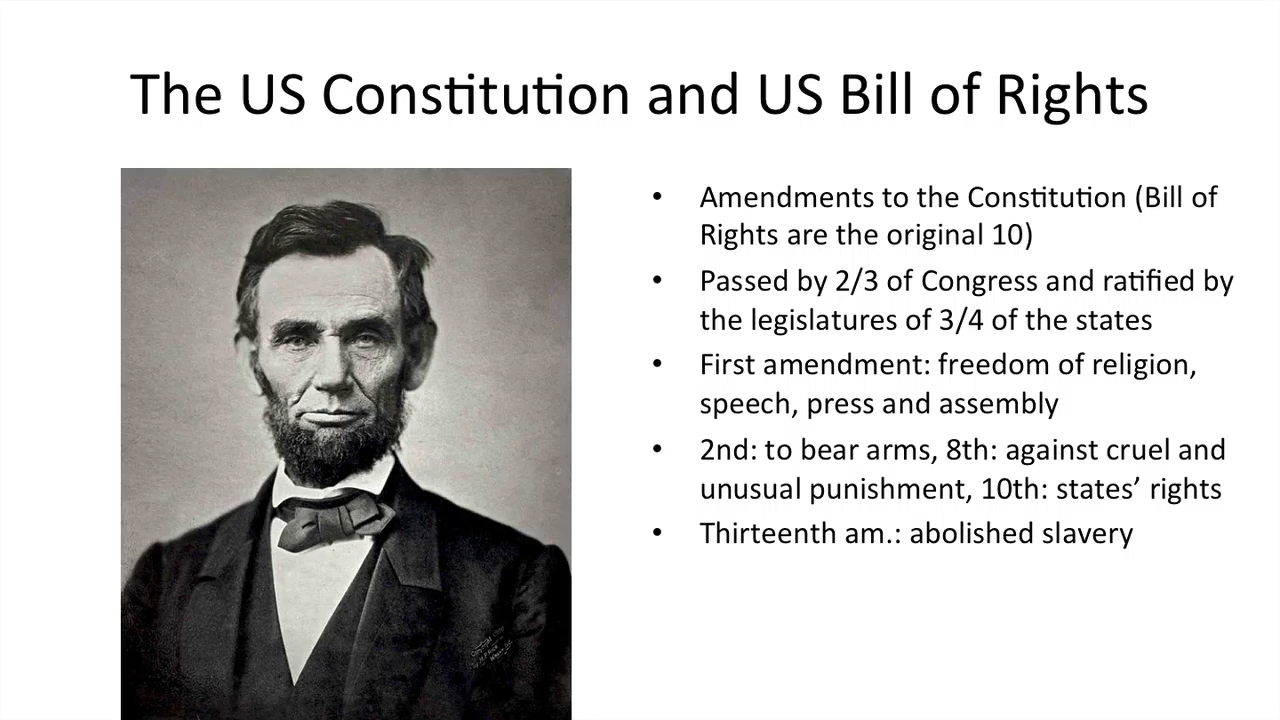 The US Constitution and US Bill of Rights
• Amendments to the Constitution (Bill of
Rights are the original 10)
• Passed by 2/3 of Congress and ratified by
the legislatures of 3/4 of the states
• First amendment: freedom of religion,
speech, press and assembly
• 2nd: to bear arms, 8th: against cruel and
unusual punishment, 10th: states’ rights
• Thirteenth am.: abolished slavery